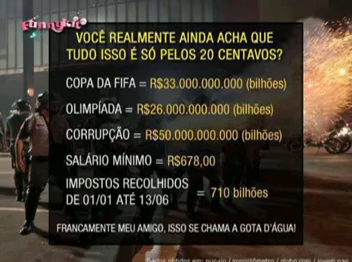 Funnykito
VOCÊ REALMENTE AINDA ACHA QUE
TUDO ISSO É SÓ PELOS 20 CENTAVOS?
COPA DA FIFA = R$33.000.000.000 (bilhões)
OLIMPÍADA = R$26.000.000.000 (bilhões)
CORRUPÇÃO = R$50.000.000.000 (bilhões)
SALÁRIO MÍNIMO = R$678,00
IMPOSTOS RECOLHIDOS
DE 01/01 ATÉ 13/06 = 710 bilhões
FRANCAMENTE MEU AMIGO, ISSO SE CHAMA A GOTA D'ÁGUA!